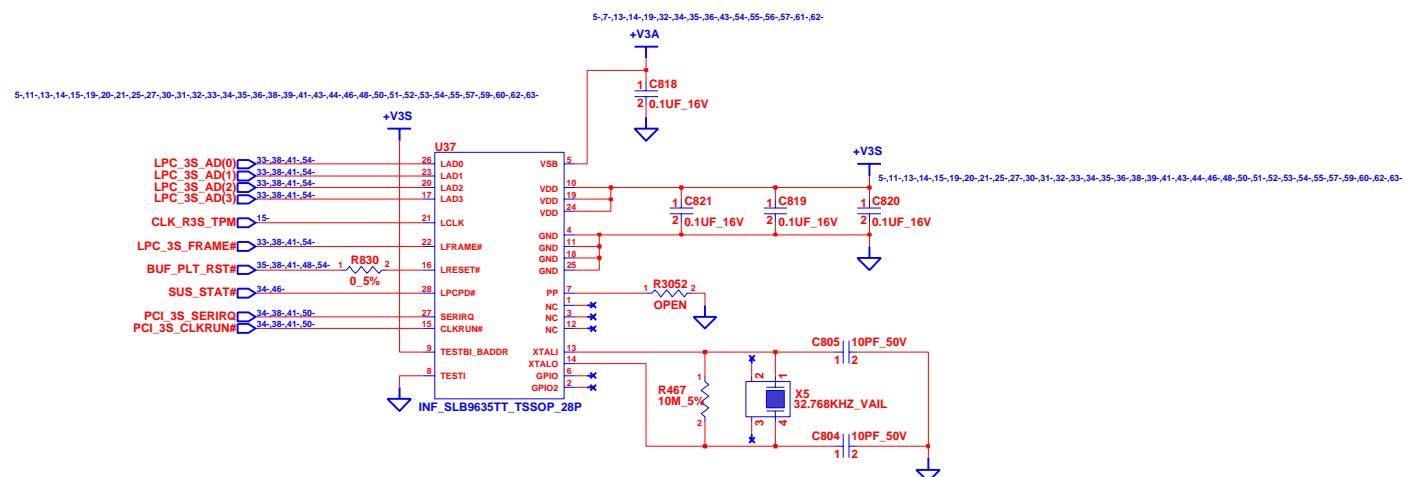 5-,7-,13-,14-,19-,32-,34-,35-,36-,43-,54-,55-,56-,57-,61-,62-
+V3A
C818
1
2
0.1UF_16V
5-,11-,13-,14-,15-,19-,20-,21-,25-,27-,30-,31-,32-,33-,34-,35-,36-,38-,39-,41-,43-,44-,46-,48-,50-,51-,52-,53-,54-,55-,57-,59-,60-,62-,63-
+V3S
U37
LPC_3S_AD(0) 33-,38-,41-,54- 26 LAD0
LPC_3S_AD(1) 33-,38-,41-,54- 23 LAD1
LPC_3S_AD(2) 33-,38-,41-,54- 20 LAD2
LPC_3S_AD(3) 33-,38-,41-,54- 17 LAD3
CLK_R3S_TPM 15- 21 LCLK
LPC_3S_FRAME# 33-,38-,41-,54- 22 LFRAME#
BUF_PLT_RST# 35-,38-,41-,48-,54- 1 R830 2 16 LRESET#
0_5%
SUS_STAT# 34-,46- 28 LPCPD#
PCI_3S_SERIRQ 34-,38-,41-,50- 27 SERIRQ
PCI_3S_CLKRUN# 34-,38-,41-,50- 15 CLKRUN#
9 TESTBI_BADDR
8 TESTI
VSB 5
VDD 10
VDD 19
VDD 24
GND 4
GND 11
GND 18
GND 25
PP 7
NC 1
NC 3
NC 12
XTALI 13
XTALO 14
GPIO 6
GPIO2 2
INF_SLB9635TT_TSSOP_28P
+V3S
5-,11-,13-,14-,15-,19-,20-,21-,25-,27-,30-,31-,32-,33-,34-,35-,36-,38-,39-,41-,43-,44-,46-,48-,50-,51-,52-,53-,54-,55-,57-,59-,60-,62-,63-
1 C821
2 0.1UF_16V
1 C819
2 0.1UF_16V
1 C820
2 0.1UF_16V
1 R3052 2
OPEN
C805 10PF_50V
1 2
1
R467
10M_5%
2
2 1
X5
32.768KHZ_VAIL
3 4
C804 10PF_50V
1 2